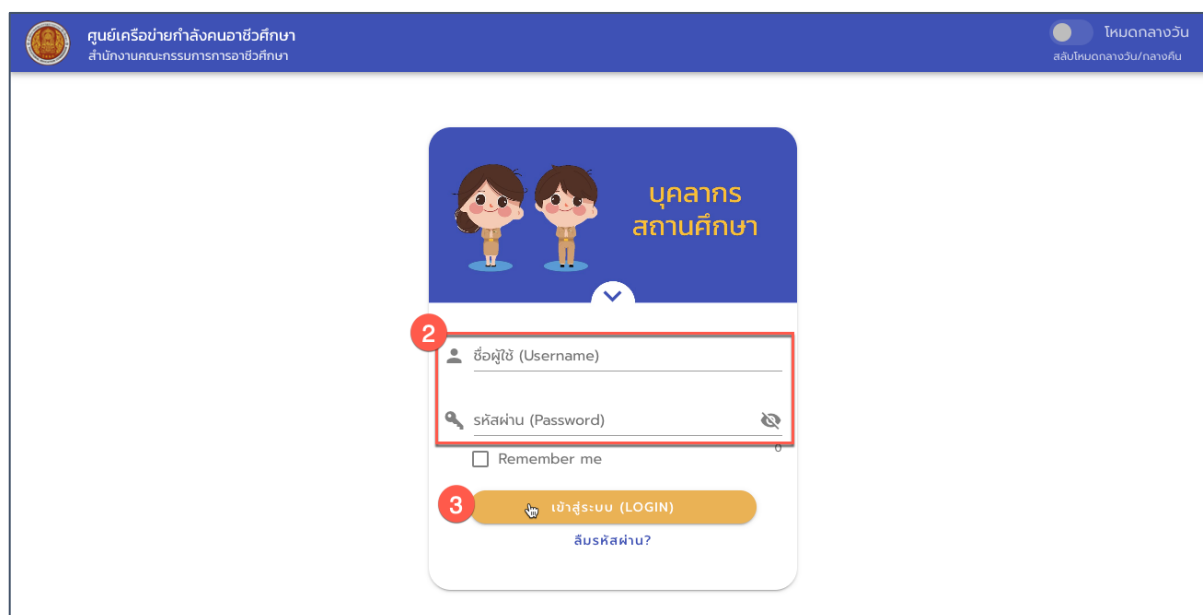 ศูนย์เครือข่ายกำลังคนอาชีวศึกษา
สำนักงานคณะกรรมการการอาชีวศึกษา
โหมดกลางวัน
สลับโหมดกลางวัน/กลางคืน
บุคลากร
สถานศึกษา
2
ชื่อผู้ใช้ (Username)
รหัสผ่าน (Password)
0
Remember me
3
เข้าสู่ระบบ (LOGIN)
ลืมรหัสผ่าน?